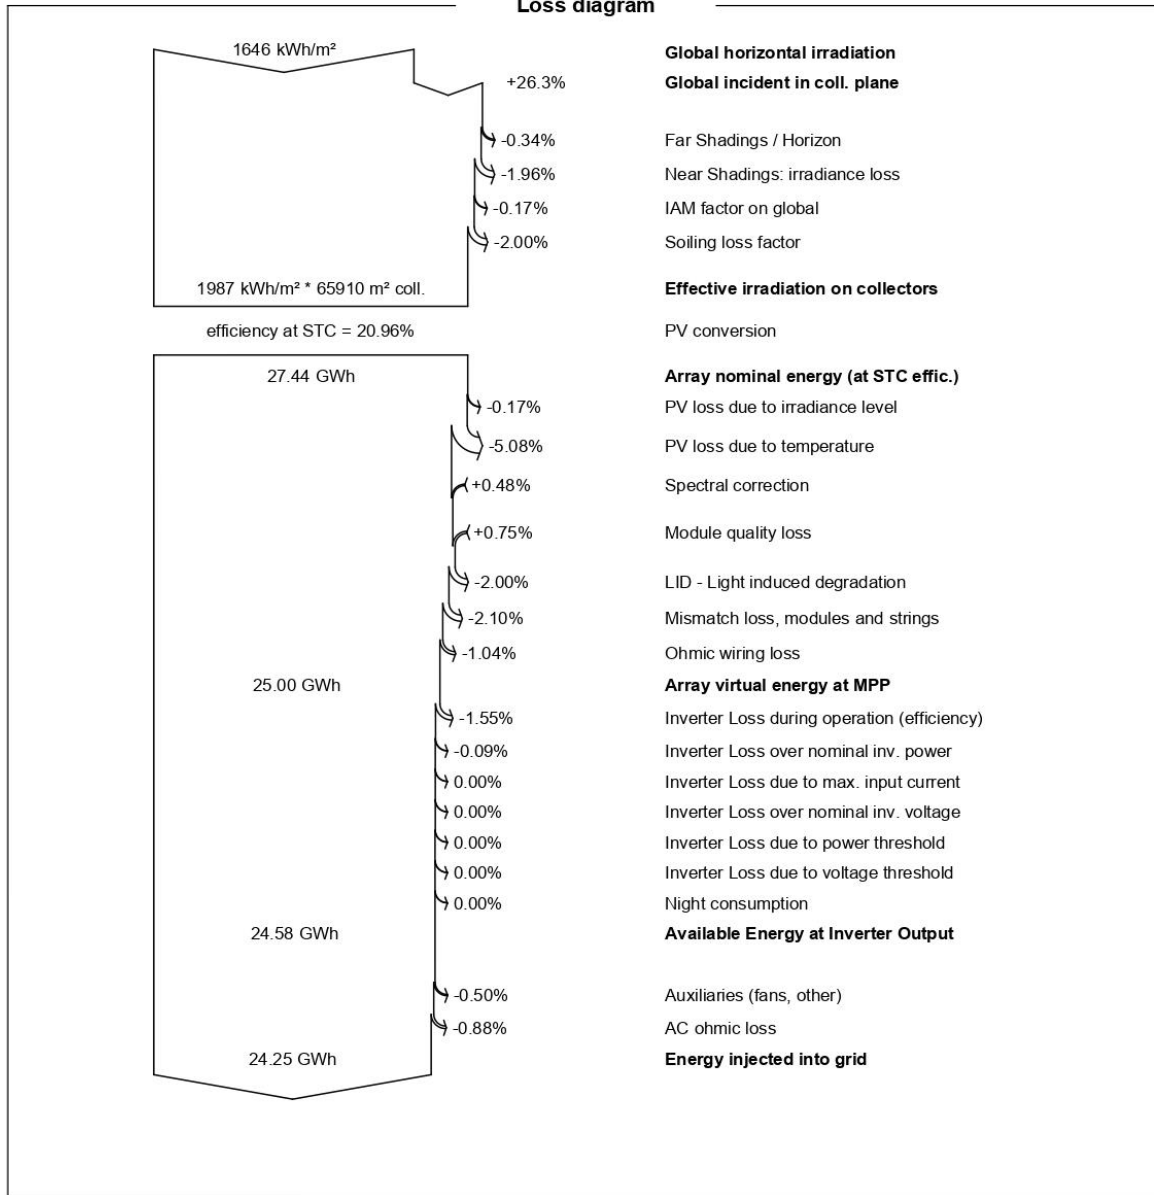 Loss diagram
1646 kWh/m² Global horizontal irradiation
+26.3% Global incident in coll. plane
-0.34% Far Shadings / Horizon
-1.96% Near Shadings: irradiance loss
-0.17% IAM factor on global
-2.00% Soiling loss factor
1987 kWh/m² * 65910 m² coll. Effective irradiation on collectors
efficiency at STC = 20.96% PV conversion
27.44 GWh Array nominal energy (at STC effic.)
-0.17% PV loss due to irradiance level
-5.08% PV loss due to temperature
+0.48% Spectral correction
+0.75% Module quality loss
-2.00% LID - Light induced degradation
-2.10% Mismatch loss, modules and strings
-1.04% Ohmic wiring loss
25.00 GWh Array virtual energy at MPP
-1.55% Inverter Loss during operation (efficiency)
-0.09% Inverter Loss over nominal inv. power
0.00% Inverter Loss due to max. input current
0.00% Inverter Loss over nominal inv. voltage
0.00% Inverter Loss due to power threshold
0.00% Inverter Loss due to voltage threshold
0.00% Night consumption
24.58 GWh Available Energy at Inverter Output
-0.50% Auxiliaries (fans, other)
-0.88% AC ohmic loss
24.25 GWh Energy injected into grid